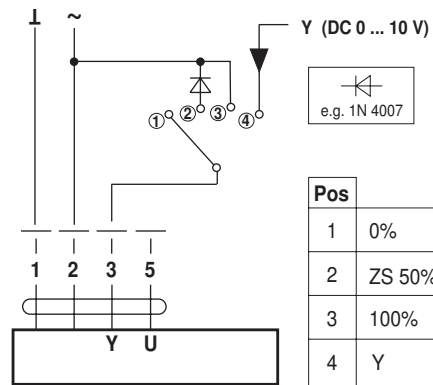 ⊥ ~
Y (DC 0 ... 10 V)
① ② ③ ④
e.g. 1N 4007
Pos
1 0%
2 ZS 50%
3 100%
4 Y
1 2 3 5
Y U